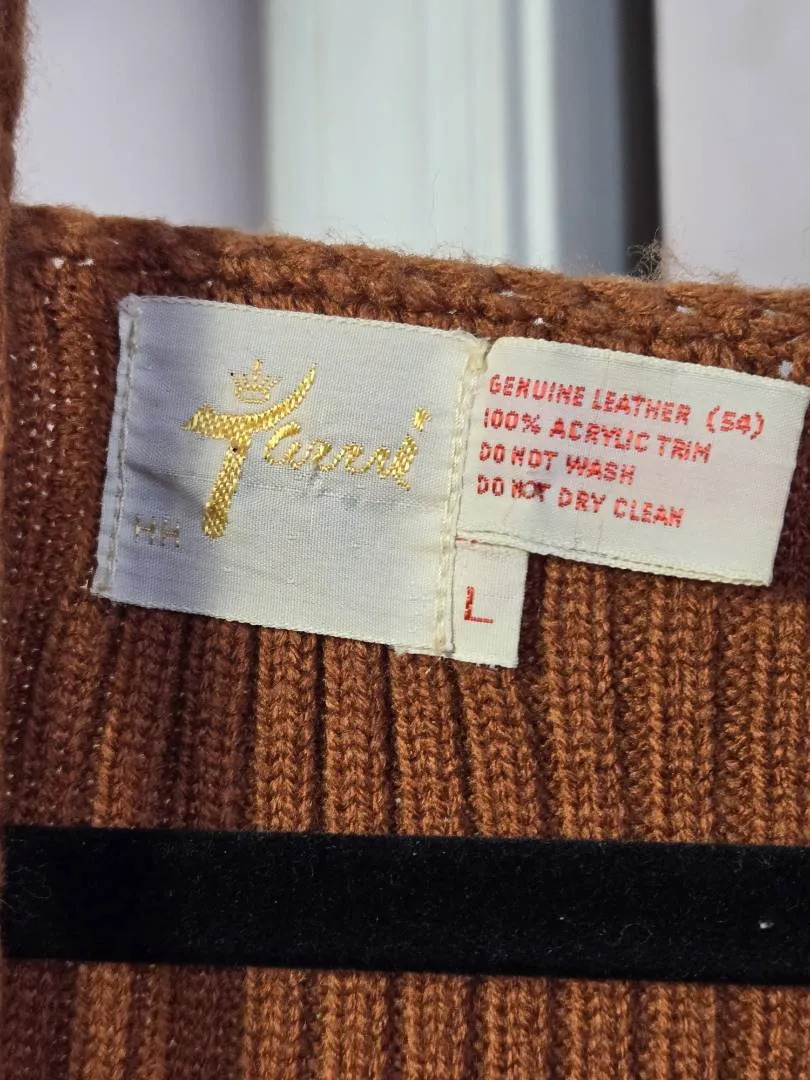 Tanni
HH
GENUINE LEATHER (54)
100% ACRYLIC TRIM
DO NOT WASH
DO NOT DRY CLEAN
L